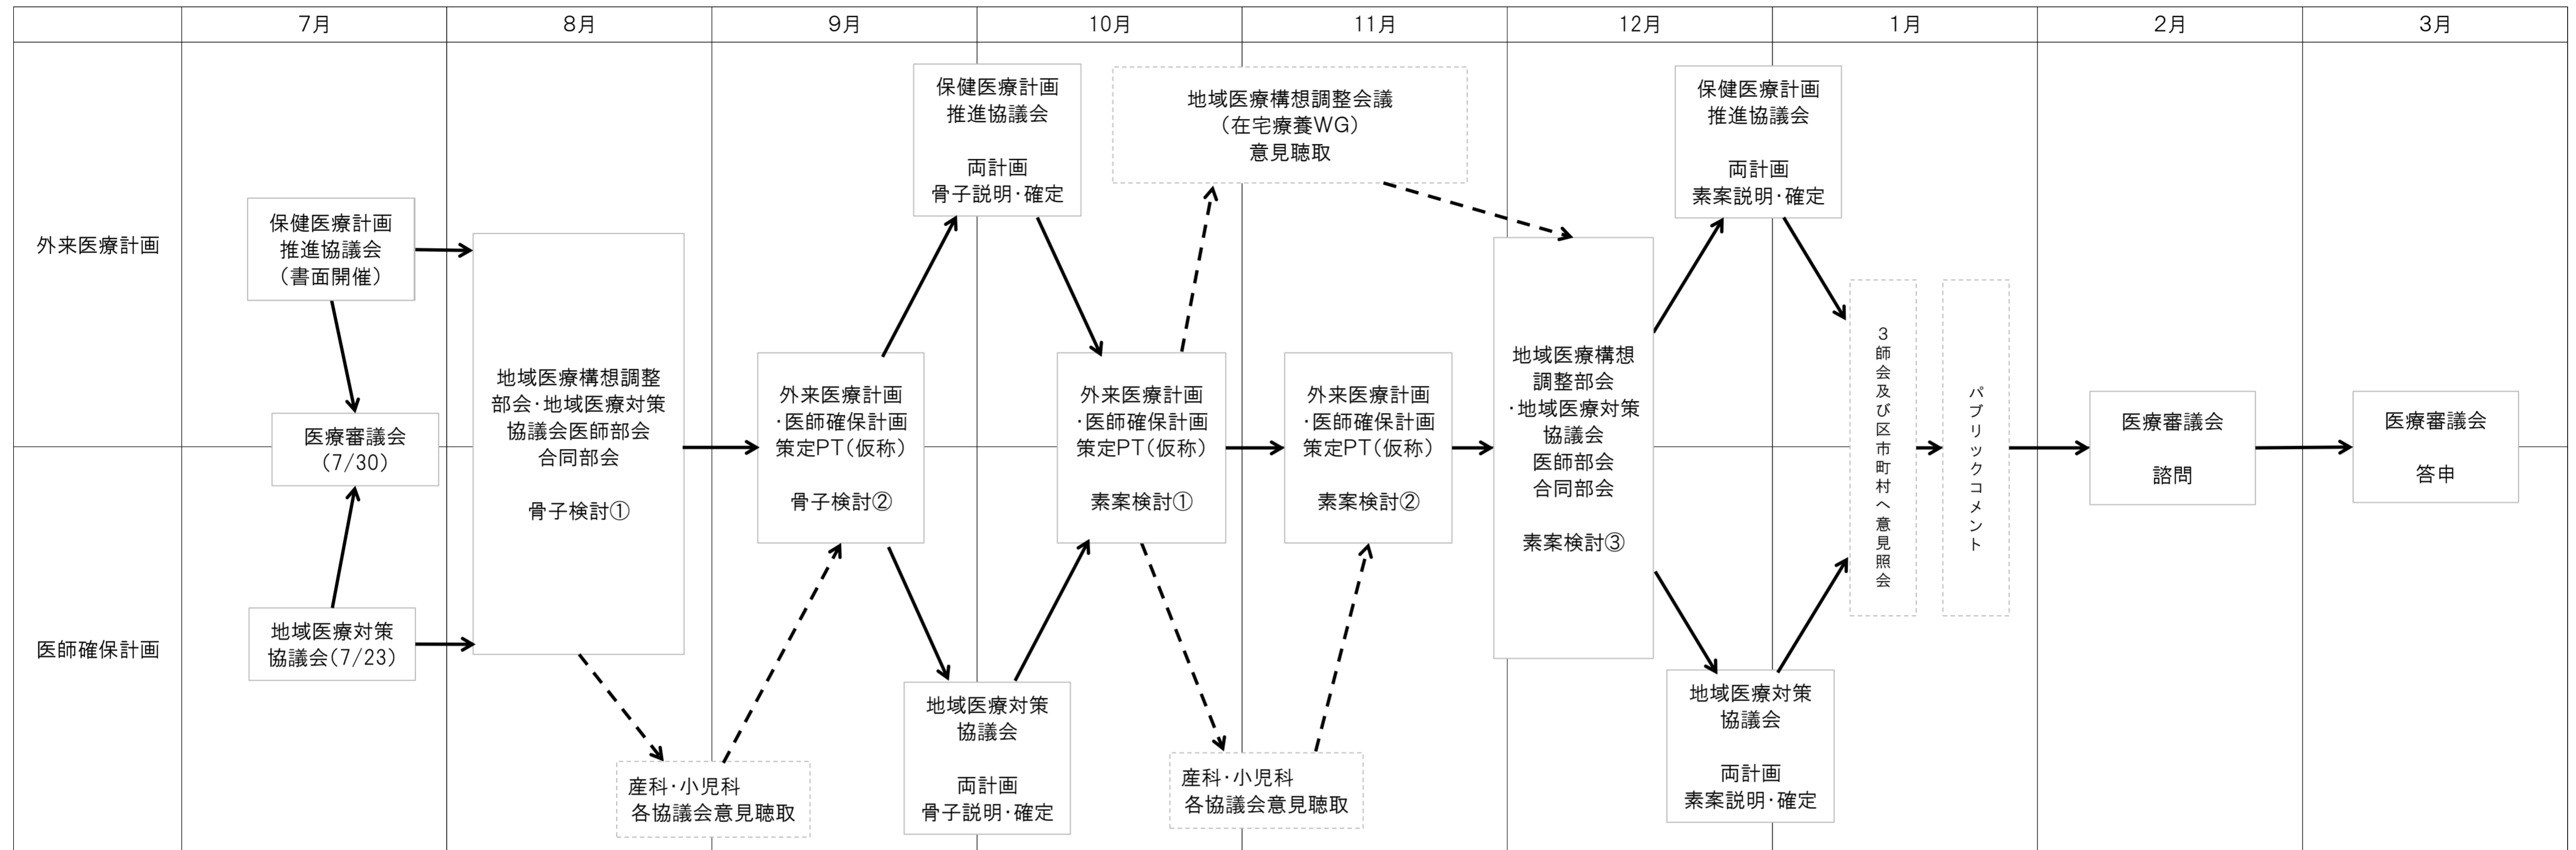 7月
8月
9月
10月
11月
12月
1月
2月
3月
外来医療計画
医師確保計画
保健医療計画
推進協議会
（書面開催）
医療審議会
（7/30）
地域医療対策
協議会（7/23）
地域医療構想調整
部会・地域医療対策
協議会医師部会
合同部会
骨子検討①
産科・小児科
各協議会意見聴取
外来医療計画
・医師確保計画
策定PT（仮称）
骨子検討②
保健医療計画
推進協議会
両計画
骨子説明・確定
地域医療対策
協議会
両計画
骨子説明・確定
外来医療計画
・医師確保計画
策定PT（仮称）
素案検討①
地域医療構想調整会議
（在宅療養WG）
意見聴取
産科・小児科
各協議会意見聴取
外来医療計画
・医師確保計画
策定PT（仮称）
素案検討②
地域医療構想
調整部会
・地域医療対策
協議会
医師部会
合同部会
素案検討③
保健医療計画
推進協議会
両計画
素案説明・確定
地域医療対策
協議会
両計画
素案説明・確定
３師会及び区市町村へ意見照会
パブリックコメント
医療審議会
諮問
医療審議会
答申